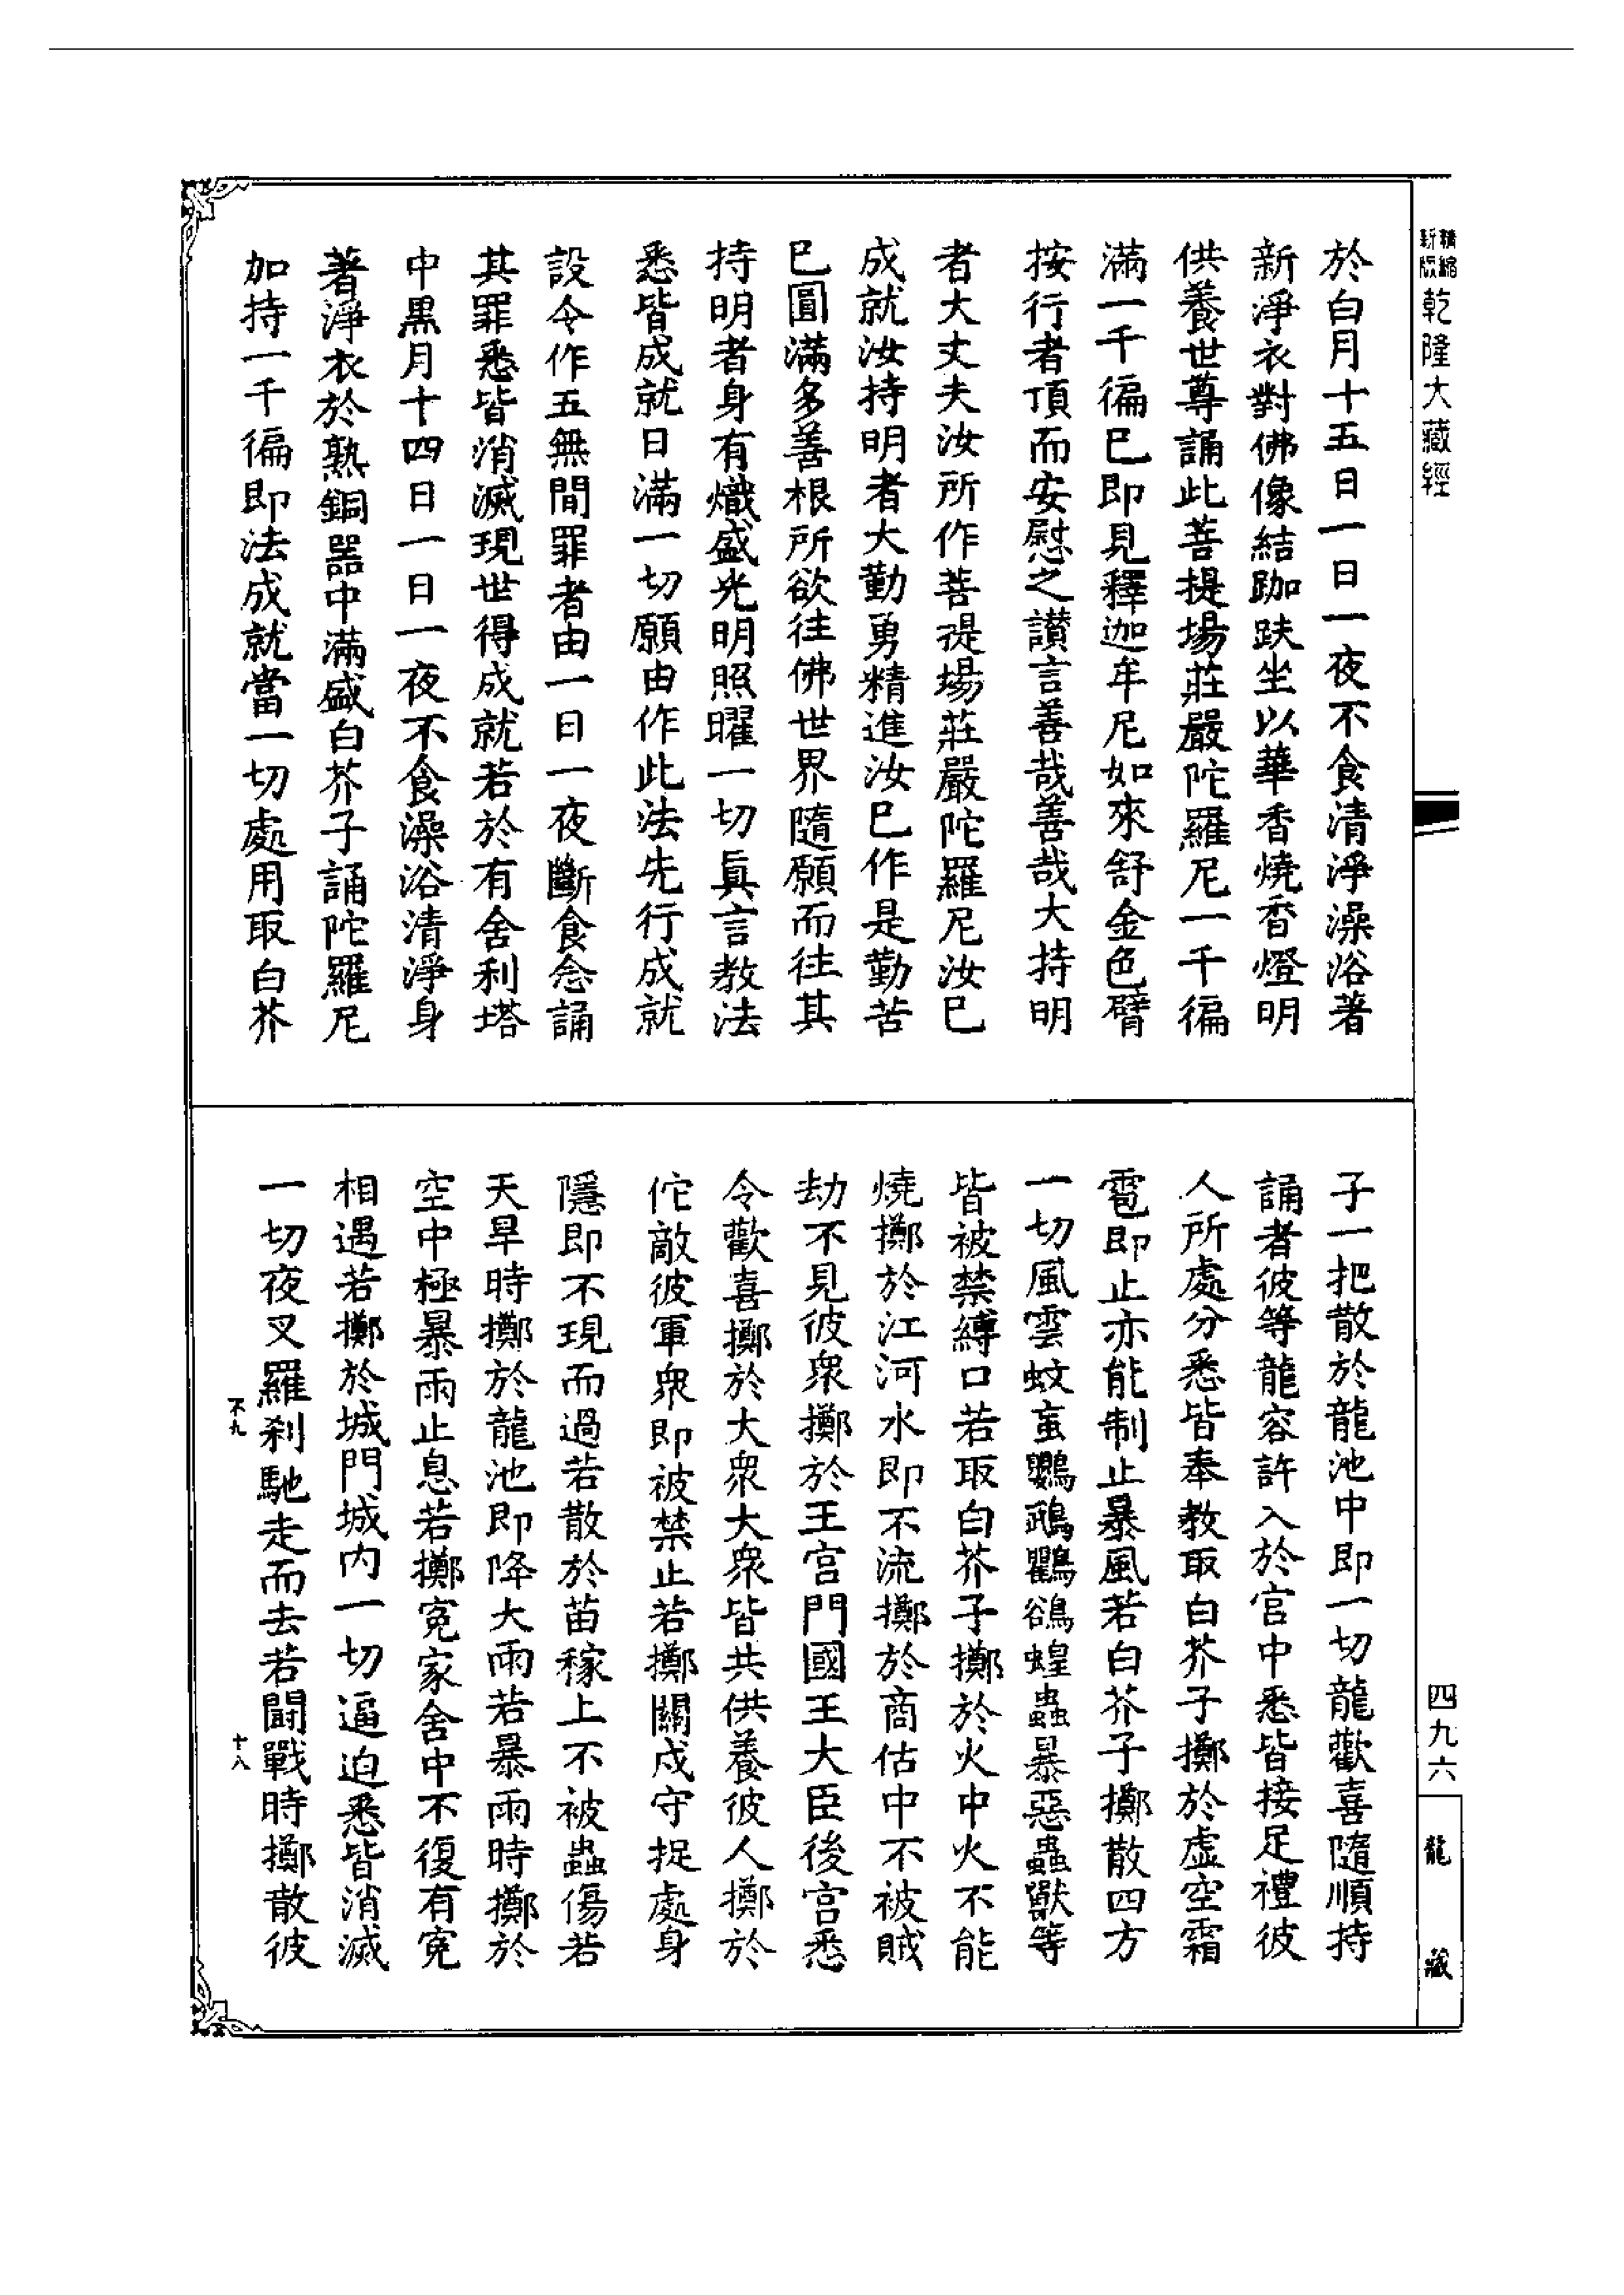 精縮新版乾隆大藏經
於白月十五日一日一夜不食清淨澡浴著
新淨衣對佛像結跏趺坐以華香燒香燈明
供養世尊誦此菩提場莊嚴陀羅尼一千徧
滿一千徧已即見釋迦牟尼如來舒金色臂
按行者頂而安慰之讚言善哉善哉大持明
者大丈夫汝所作菩提場莊嚴陀羅尼汝已
成就汝持明者大勤勇精進汝已作是勤苦
已圓滿多善根所欲往佛世界隨願而往其
持明者身有熾盛光明照曜一切真言教法
悉皆成就日滿一切願由作此法先行成就
設令作五無間罪者由一日一夜斷食念誦
其罪悉皆消滅現世得成就若於有舍利塔
中黑月十四日一日一夜不食澡浴清淨身
著淨衣於熟銅器中滿盛白芥子誦陀羅尼
加持一千徧即法成就當一切處用取白芥
子一把散於龍池中即一切龍歡喜隨順持
誦者彼等龍容許入於宮中悉皆接足禮彼
人所處分悉皆奉教取白芥子擲於虛空霜
雹即止亦能制止暴風若白芥子擲散四方
一切風雲蚊䖟鸚鵡鸜鵒蝗蟲暴惡蟲獸等
皆被禁縛口若取白芥子擲於火中火不能
燒擲於江河水即不流擲於商估中不被賊
劫不見彼衆擲於王宮門國王大臣後宮悉
令歡喜擲於大衆大衆皆共供養彼人擲於
佗敵彼軍衆即被禁止若擲關戍守捉處身
隱即不現而過若散於苗稼上不被蟲傷若
天旱時擲於龍池即降大雨若暴雨時擲於
空中極暴雨止息若擲寃家舍中不復有寃
相遇若擲於城門城内一切逼迫悉皆消滅
一切夜叉羅刹馳走而去若鬪戰時擲散彼
不九
十八
四九六
龍藏